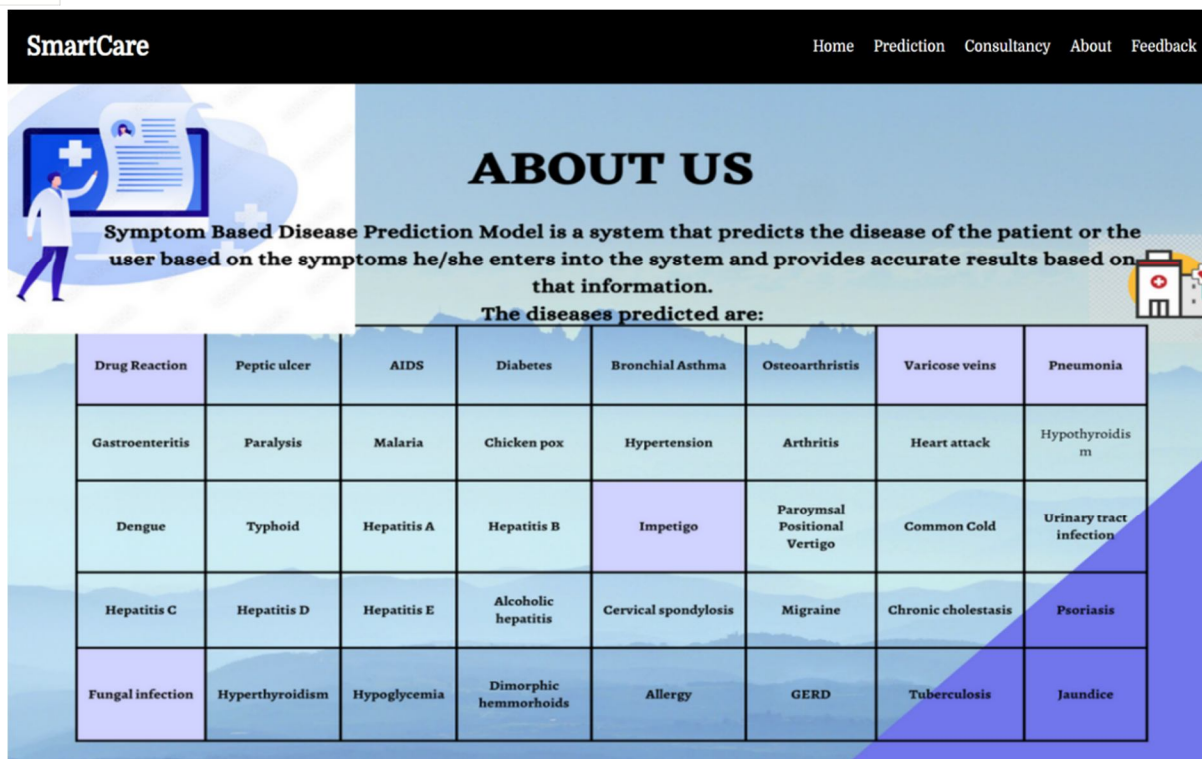 SmartCare
Home Prediction Consultancy About Feedback
ABOUT US
Symptom Based Disease Prediction Model is a system that predicts the disease of the patient or the
user based on the symptoms he/she enters into the system and provides accurate results based on
that information.
The diseases predicted are:
Drug Reaction Peptic ulcer AIDS Diabetes Bronchial Asthma Osteoarthristis Varicose veins Pneumonia
Gastroenteritis Paralysis Malaria Chicken pox Hypertension Arthritis Heart attack Hypothyroidis
m
Dengue Typhoid Hepatitis A Hepatitis B Impetigo Paroymsal
Positional
Vertigo Common Cold Urinary tract
infection
Hepatitis C Hepatitis D Hepatitis E Alcoholic
hepatitis Cervical spondylosis Migraine Chronic cholestasis Psoriasis
Fungal infection Hyperthyroidism Hypoglycemia Dimorphic
hemmorhoids Allergy GERD Tuberculosis Jaundice